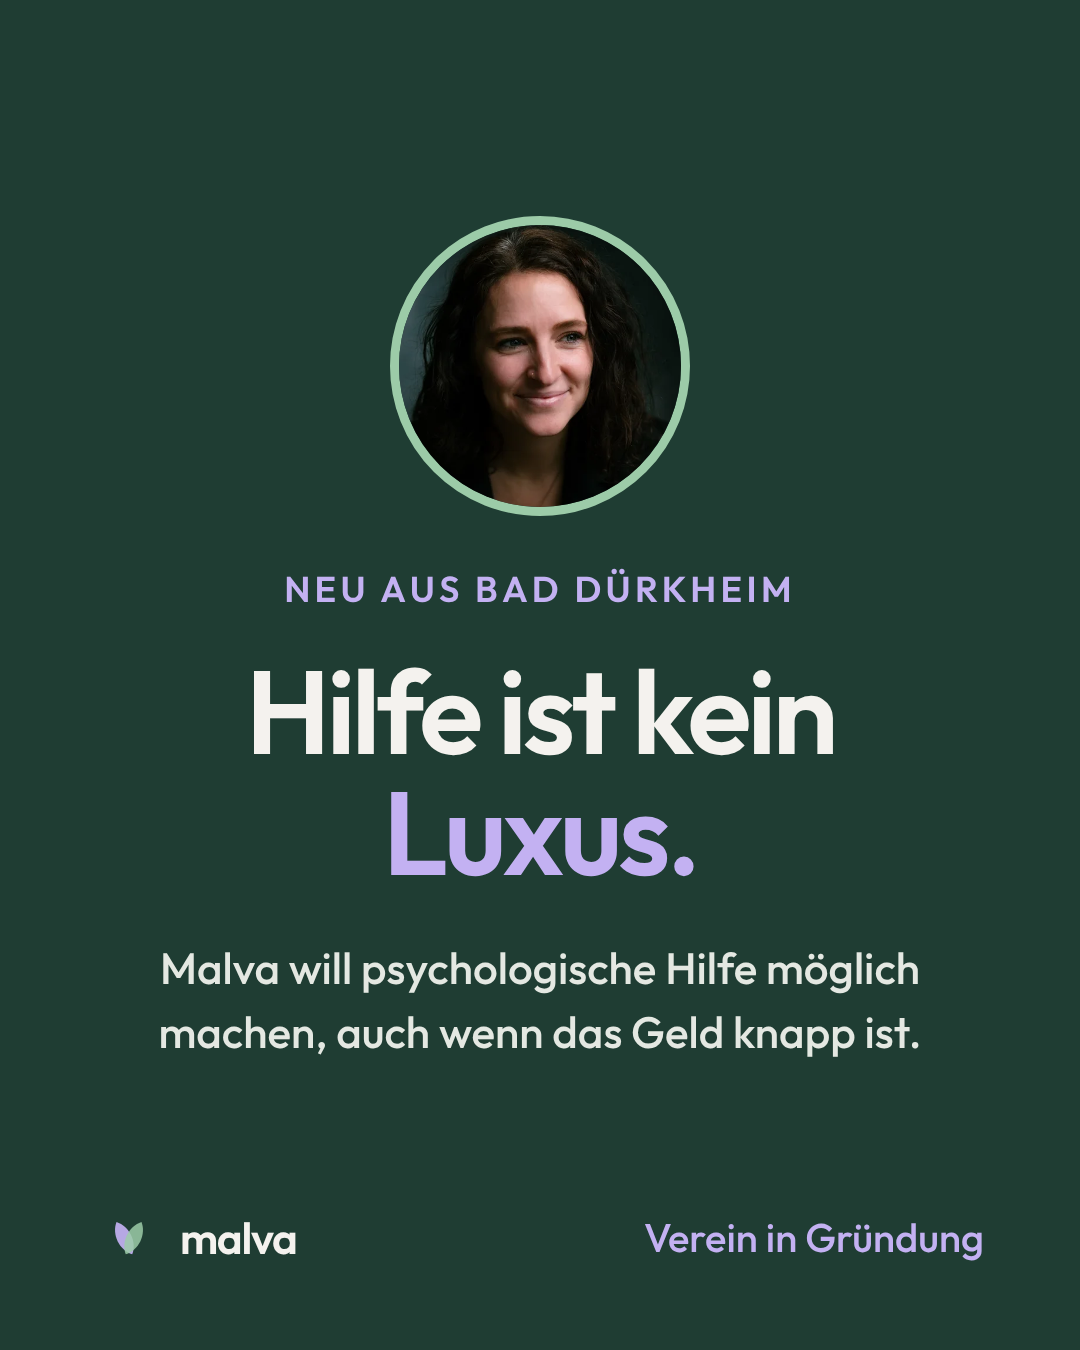 NEU AUS BAD DÜRKHEIM
Hilfe ist kein
Luxus.
Malva will psychologische Hilfe möglich
machen, auch wenn das Geld knapp ist.
malva
Verein in Gründung